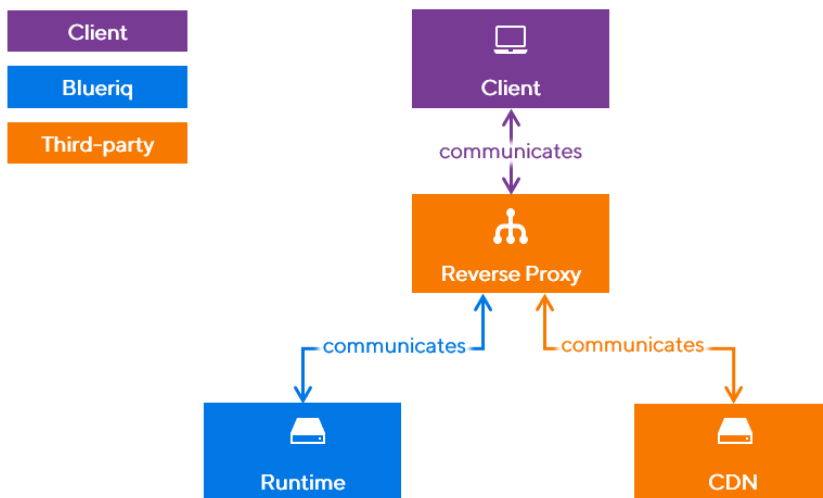 Client
Blueriq
Third-party
Client
communicates
Reverse Proxy
communicates
communicates
Runtime
CDN